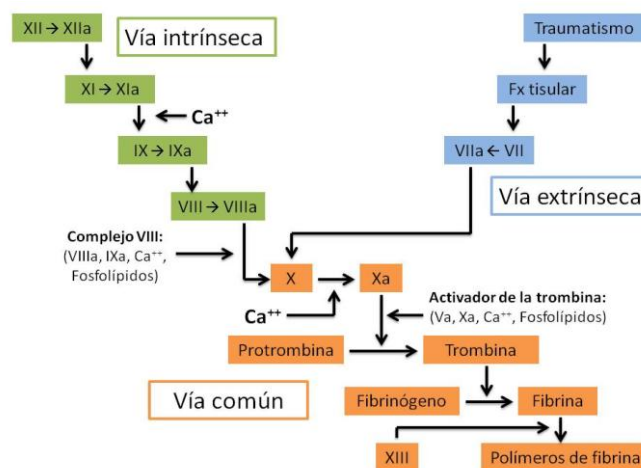 XII → XIIa
Vía intrínseca
Traumatismo
XI → XIa
Fx tisular
Ca⁺⁺
IX → IXa
VIIa ← VII
VIII → VIIIa
Vía extrínseca
Complejo VIII:
(VIIIa, IXa, Ca⁺⁺,
Fosfolípidos)
X
Xa
Ca⁺⁺
Activador de la trombina:
(Va, Xa, Ca⁺⁺, Fosfolípidos)
Protrombina
Trombina
Vía común
Fibrinógeno
Fibrina
XIII
Polímeros de fibrina